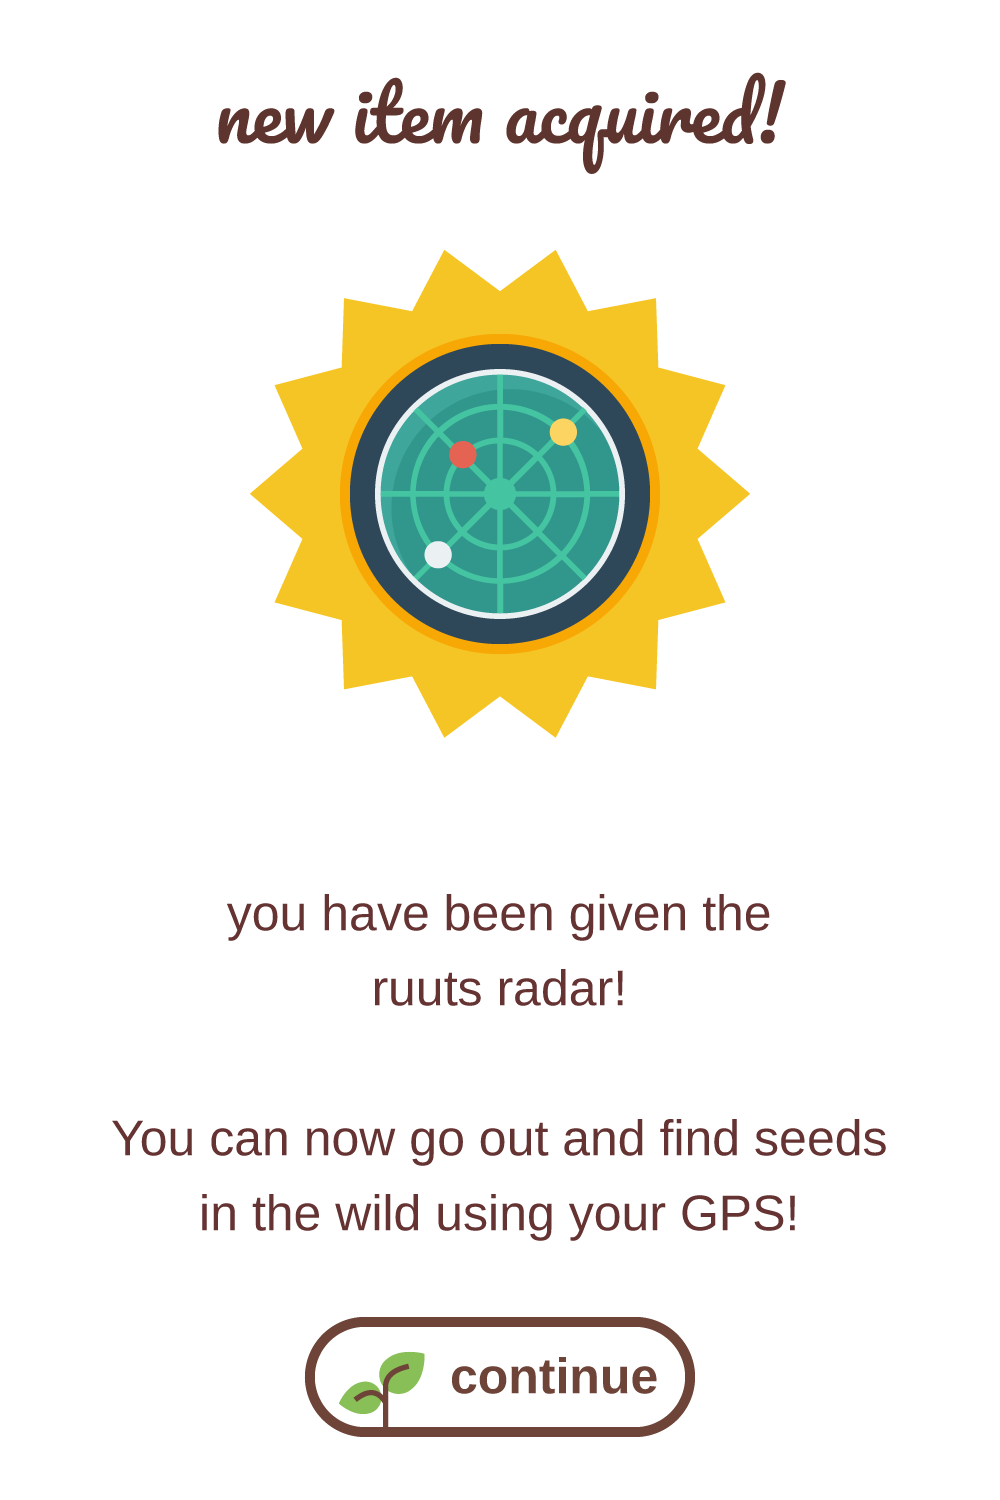 new item acquired!
you have been given the
ruuts radar!
You can now go out and find seeds
in the wild using your GPS!
continue